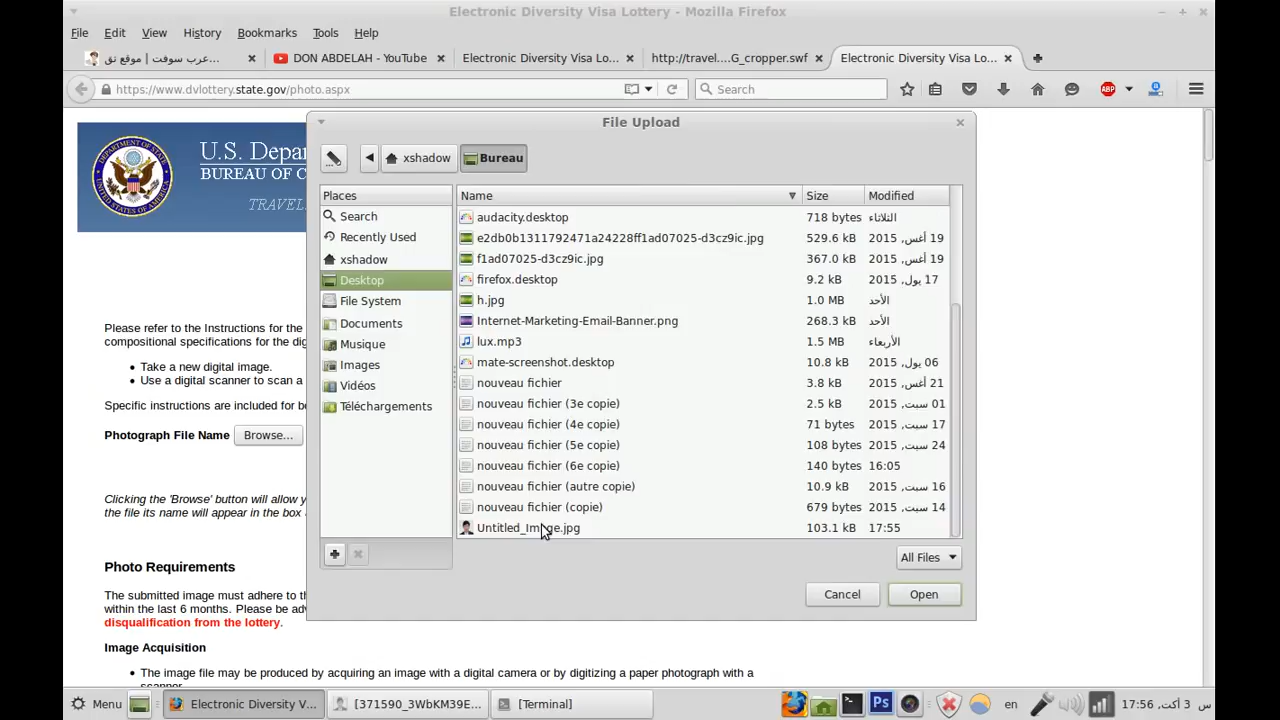 Electronic Diversity Visa Lottery - Mozilla Firefox
File Edit View History Bookmarks Tools Help
عرب سوفت | موقع تق...
DON ABDELAH - YouTube
Electronic Diversity Visa Lo...
http://travel....G_cropper.swf
Electronic Diversity Visa Lo...
https://www.dvlottery.state.gov/photo.aspx
Search
ABP
U.S. Depar
BUREAU OF C
TRAVEL.
File Upload
xshadow
Bureau
Places
Search
Recently Used
xshadow
Desktop
File System
Documents
Musique
Images
Vidéos
Téléchargements
Name Size Modified
audacity.desktop 718 bytes الثلاثاء
e2db0b1311792471a24228ff1ad07025-d3cz9ic.jpg 529.6 kB 19 أغس, 2015
f1ad07025-d3cz9ic.jpg 367.0 kB 19 أغس, 2015
firefox.desktop 9.2 kB 17 يول, 2015
h.jpg 1.0 MB الأحد
Internet-Marketing-Email-Banner.png 268.3 kB الأحد
lux.mp3 1.5 MB الأربعاء
mate-screenshot.desktop 10.8 kB 06 يول, 2015
nouveau fichier 3.8 kB 21 أغس, 2015
nouveau fichier (3e copie) 2.5 kB 01 سبت, 2015
nouveau fichier (4e copie) 71 bytes 17 سبت, 2015
nouveau fichier (5e copie) 108 bytes 24 سبت, 2015
nouveau fichier (6e copie) 140 bytes 16:05
nouveau fichier (autre copie) 10.9 kB 16 سبت, 2015
nouveau fichier (copie) 679 bytes 14 سبت, 2015
Untitled_Image.jpg 103.1 kB 17:55
All Files
Cancel
Open
Please refer to the Instructions for the
compositional specifications for the dig
Take a new digital image.
Use a digital scanner to scan a
Specific instructions are included for b
Photograph File Name Browse...
Clicking the 'Browse' button will allow y
the file its name will appear in the box
Photo Requirements
The submitted image must adhere to th
within the last 6 months. Please be adv
disqualification from the lottery.
Image Acquisition
The image file may be produced by acquiring an image with a digital camera or by digitizing a paper photograph with a
scanner.
Menu
Electronic Diversity V...
[371590_3WbKM39E...
[Terminal]
Ps
en
س 3 أكت, 17:56